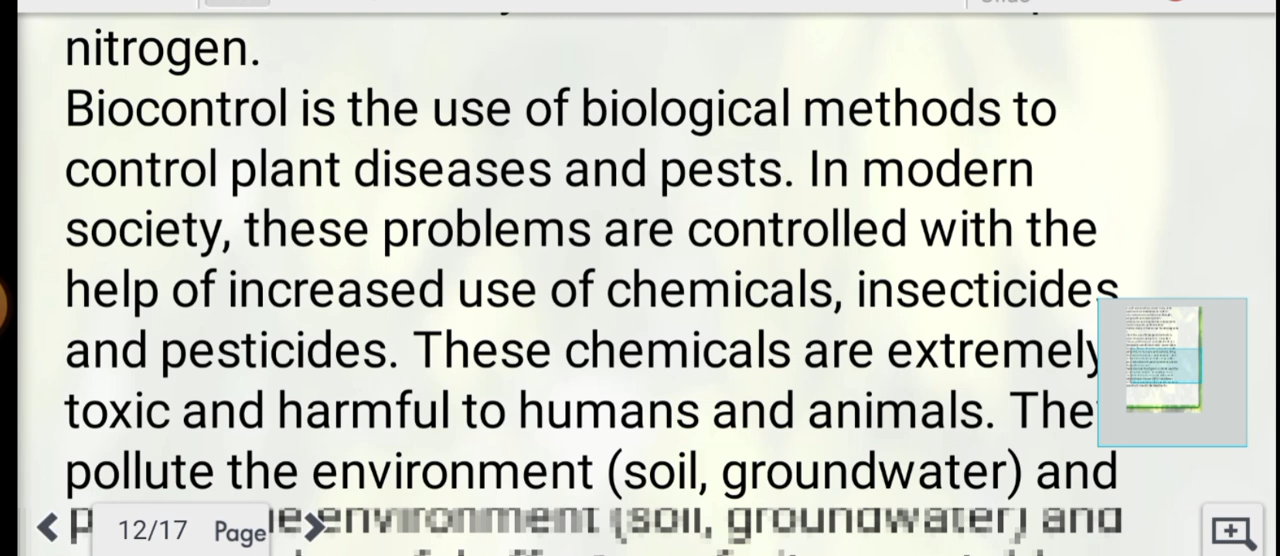 nitrogen.
Biocontrol is the use of biological methods to
control plant diseases and pests. In modern
society, these problems are controlled with the
help of increased use of chemicals, insecticides
and pesticides. These chemicals are extremely
toxic and harmful to humans and animals. The
pollute the environment (soil, groundwater) and
environment (soil, groundwater) and
12/17 Page